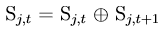 S_{j,t} = S_{j,t} ⊕ S_{j,t+1}